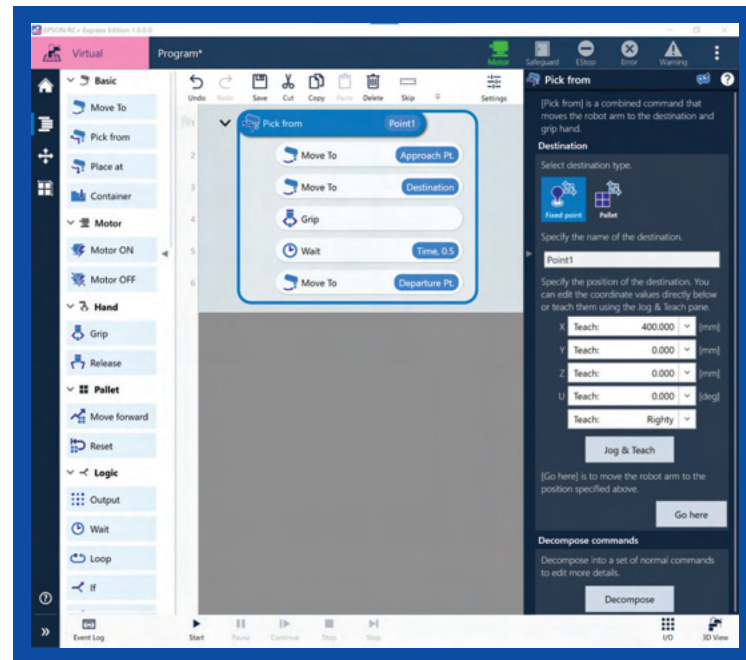 EPSON RC+ Express Edition 1.0.0.0
Virtual
Program*
Motor
Safeguard
EStop
Error
Warning
Basic
Move To
Pick from
Place at
Container
Motor
Motor ON
Motor OFF
Hand
Grip
Release
Pallet
Move forward
Reset
Logic
Output
Wait
Loop
If
Undo
Redo
Save
Cut
Copy
Paste
Delete
Skip
Settings
1
Pick from
Point1
2
Move To
Approach Pt.
3
Move To
Destination
4
Grip
5
Wait
Time, 0.5
6
Move To
Departure Pt.
Pick from
[Pick from] is a combined command that
moves the robot arm to the destination and
grip hand.
Destination
Select destination type.
Fixed point
Pallet
Specify the name of the destination.
Point1
Specify the position of the destination. You
can edit the coordinate values directly below
or teach them using the Jog & Teach pane.
X Teach: 400.000 [mm]
Y Teach: 0.000 [mm]
Z Teach: 0.000 [mm]
U Teach: 0.000 [deg]
Teach: Righty
Jog & Teach
[Go here] is to move the robot arm to the
position specified above.
Go here
Decompose commands
Decompose into a set of normal commands
to edit more details.
Decompose
Event Log
Start
Pause
Continue
Stop
Step
I/O
3D View